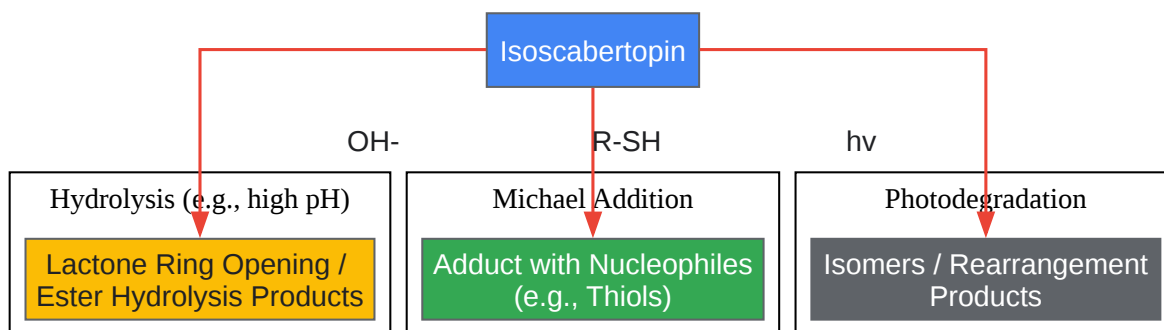 Isoscabertopin
OH-
R-SH
hv
Hydrolysis (e.g., high pH)
Michael Addition
Photodegradation
Lactone Ring Opening /
Ester Hydrolysis Products
Adduct with Nucleophiles
(e.g., Thiols)
Isomers / Rearrangement
Products